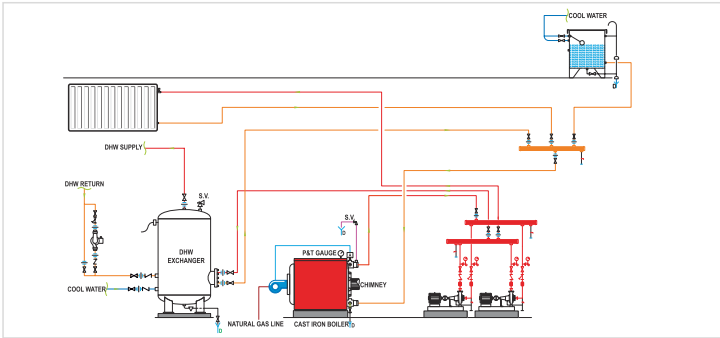 COOL WATER
D
DHW SUPPLY
DHW RETURN
S.V.
S.V.
DHW
EXCHANGER
P&T GAUGE
CHIMNEY
COOL WATER
NATURAL GAS LINE
CAST IRON BOILER
D
D
D